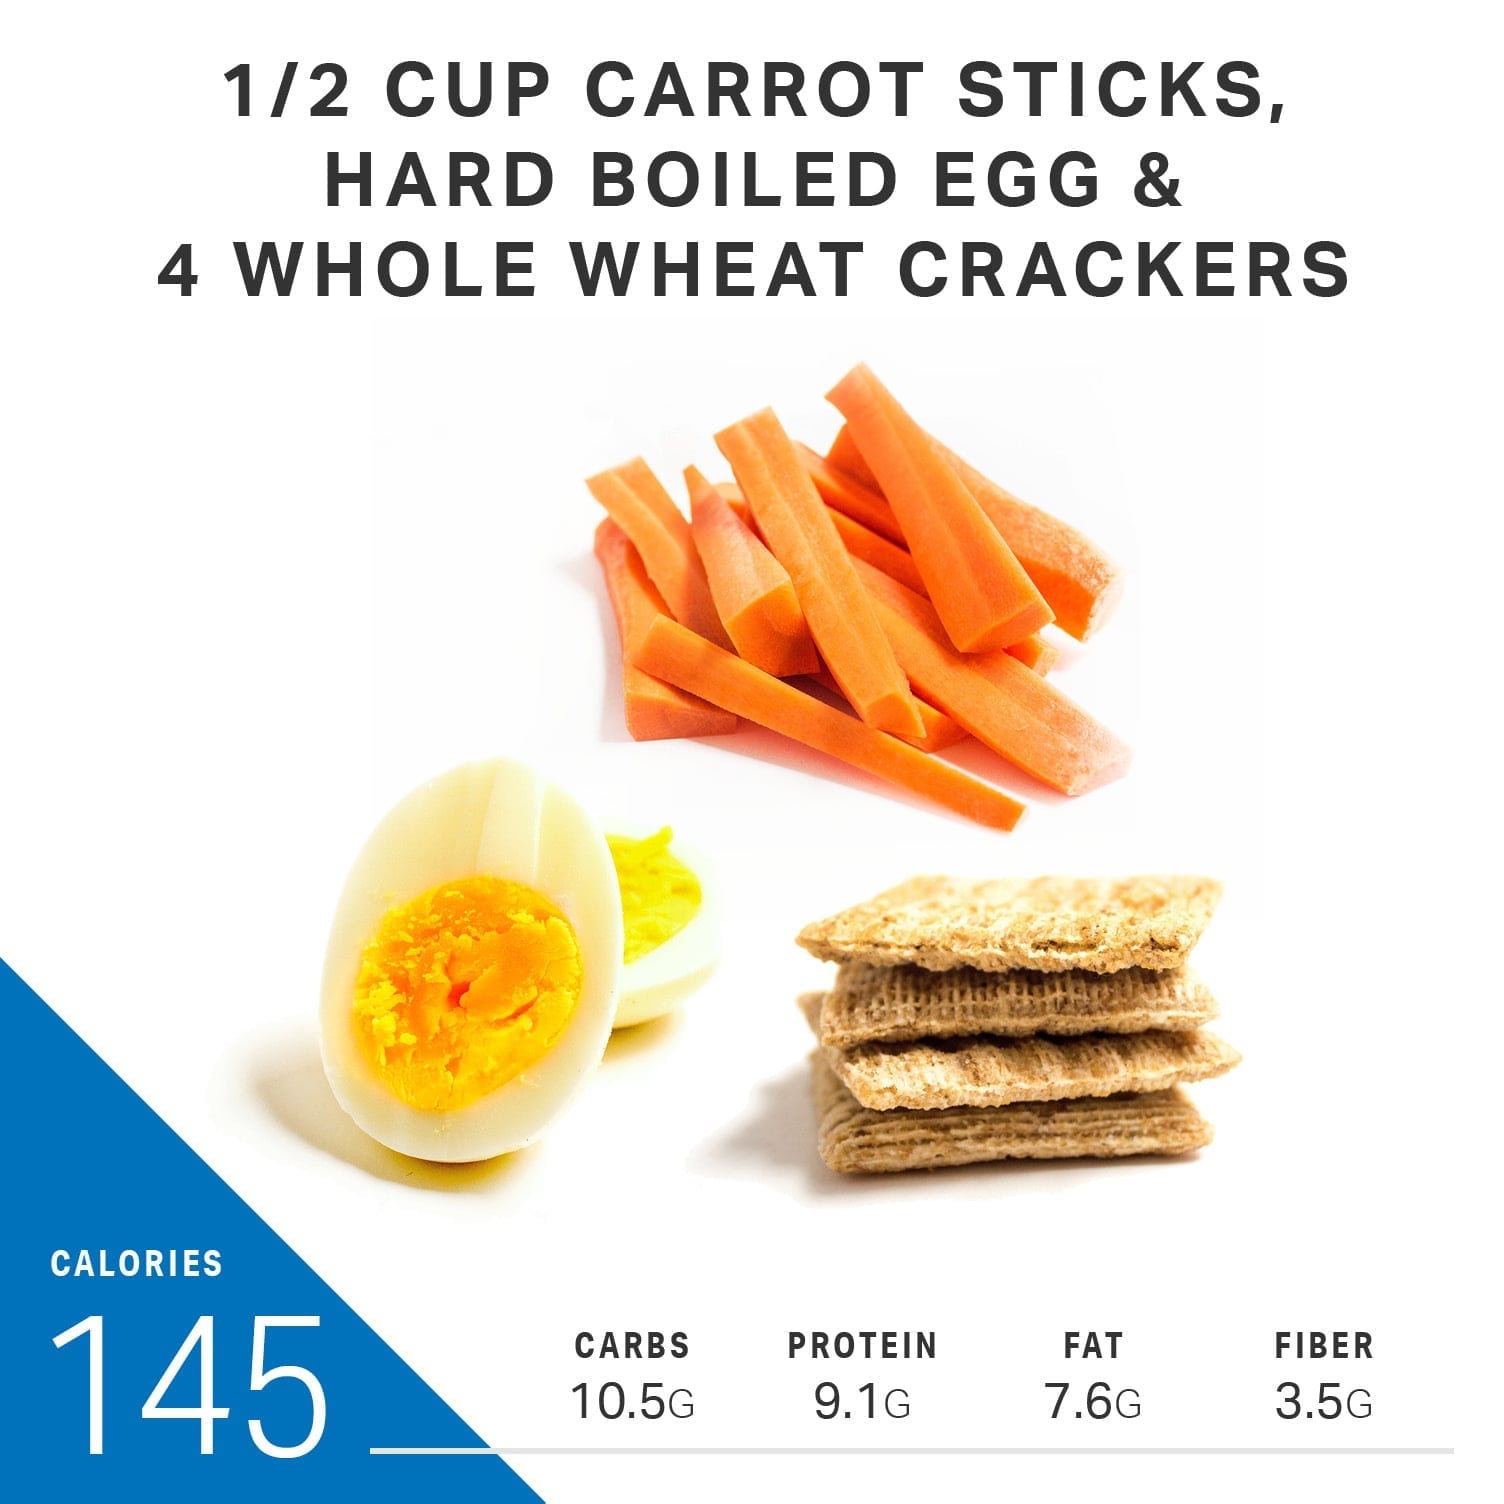 1/2 CUP CARROT STICKS,
HARD BOILED EGG &
4 WHOLE WHEAT CRACKERS
CALORIES
145
CARBS PROTEIN FAT FIBER
10.5G 9.1G 7.6G 3.5G